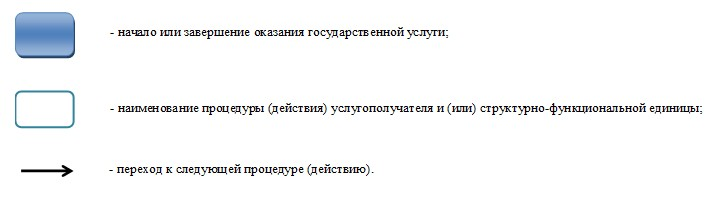 - начало или завершение оказания государственной услуги;
- наименование процедуры (действия) услугополучателя и (или) структурно-функциональной единицы;
- переход к следующей процедуре (действию).